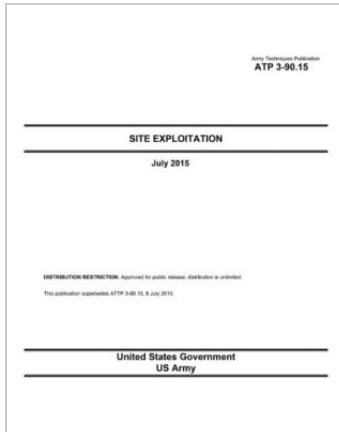 Army Techniques Publication
ATP 3-90.15
SITE EXPLOITATION
July 2015
DISTRIBUTION RESTRICTION: Approved for public release; distribution is unlimited.
This publication supersedes ATTP 3-90.15, 8 July 2010.
United States Government
US Army